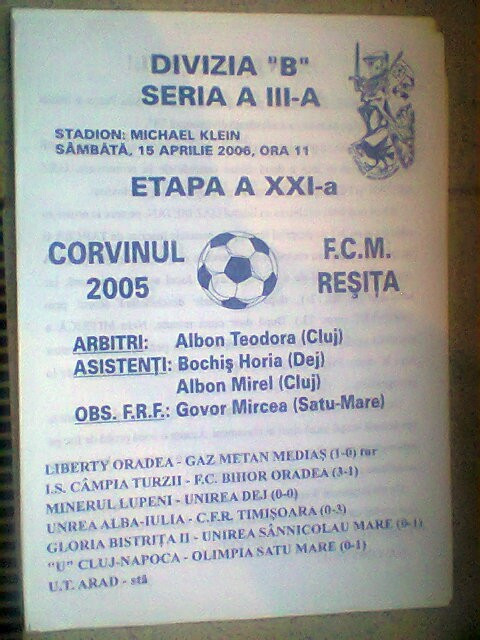 DIVIZIA "B"
SERIA A III-A
STADION: MICHAEL KLEIN
SÂMBĂTĂ, 15 APRILIE 2006, ORA 11
ETAPA A XXI-a
CORVINUL 2005
F.C.M. REŞIŢA
ARBITRI: Albon Teodora (Cluj)
ASISTENŢI: Bochiş Horia (Dej)
Albon Mirel (Cluj)
OBS. F.R.F.: Govor Mircea (Satu-Mare)
LIBERTY ORADEA - GAZ METAN MEDIAŞ (1-0) rar
I.S. CÂMPIA TURZII - F.C. BIHOR ORADEA (3-1)
MINERUL LUPENI - UNIREA DEJ (0-0)
UNREA ALBA-IULIA - C.F.R. TIMIŞOARA (0-3)
GLORIA BISTRIŢA II - UNIREA SÂNNICOLAU MARE (0-1)
"U" CLUJ-NAPOCA - OLIMPIA SATU MARE (0-1)
U.T. ARAD - stă